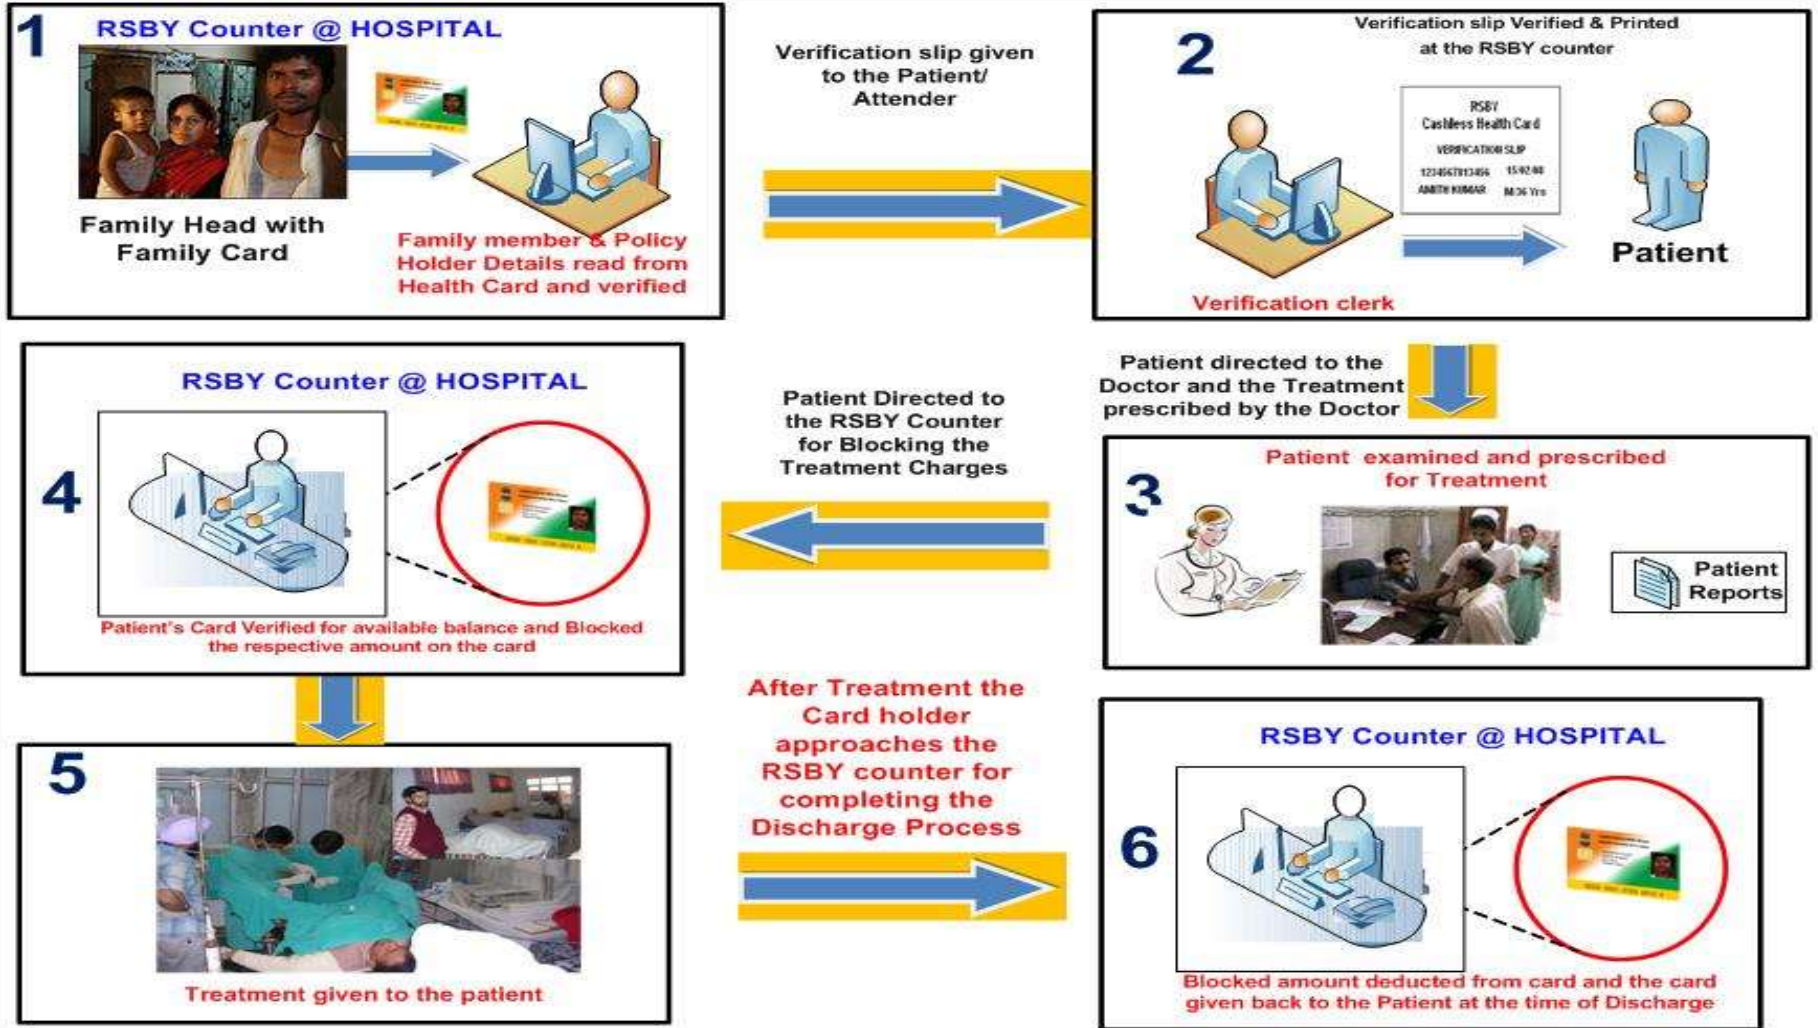 1
RSBY Counter @ HOSPITAL
Family Head with
Family Card
Family member & Policy
Holder Details read from
Health Card and verified
Verification slip given
to the Patient/
Attender
2
Verification slip Verified & Printed
at the RSBY counter
RSBY
Cashless Health Card
VERIFICATION SLIP
AMITH KUMAR M/36 Yrs
Patient
Verification clerk
Patient directed to the
Doctor and the Treatment
prescribed by the Doctor
3
Patient examined and prescribed
for Treatment
Patient
Reports
Patient Directed to
the RSBY Counter
for Blocking the
Treatment Charges
4
RSBY Counter @ HOSPITAL
Patient's Card Verified for available balance and Blocked
the respective amount on the card
5
Treatment given to the patient
After Treatment the
Card holder
approaches the
RSBY counter for
completing the
Discharge Process
6
RSBY Counter @ HOSPITAL
Blocked amount deducted from card and the card
given back to the Patient at the time of Discharge